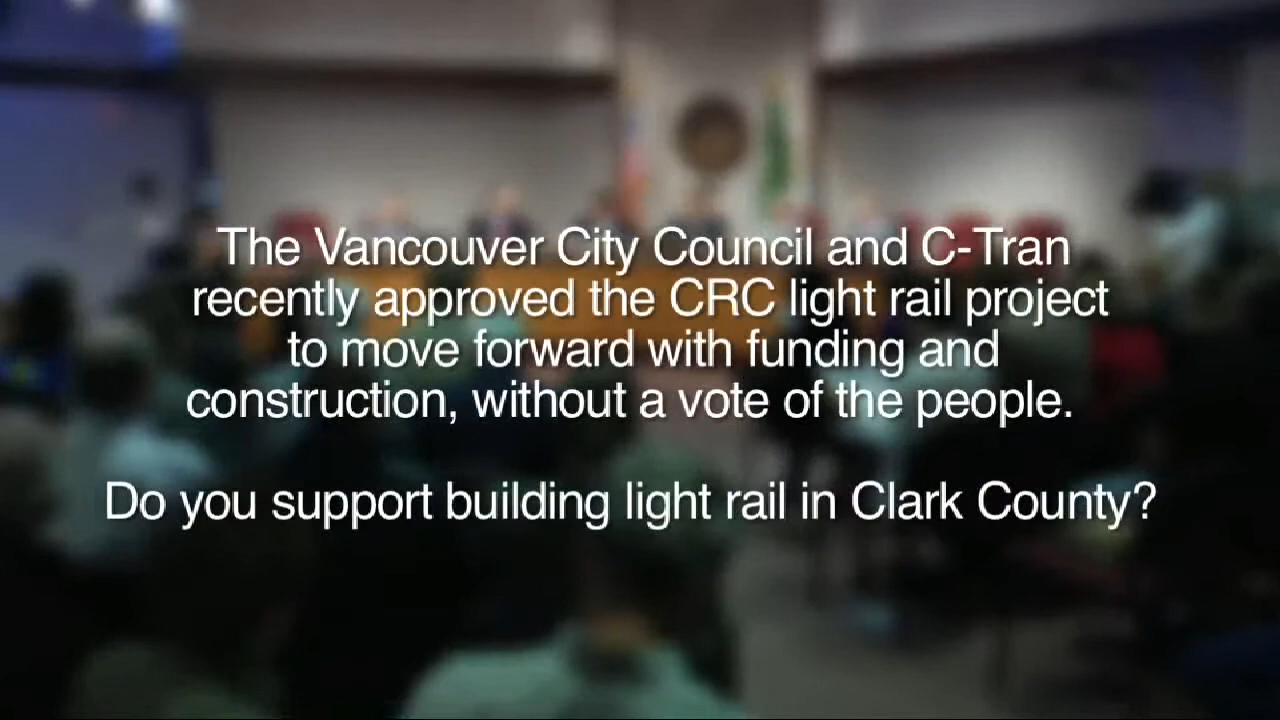 The Vancouver City Council and C-Tran
recently approved the CRC light rail project
to move forward with funding and
construction, without a vote of the people.
Do you support building light rail in Clark County?